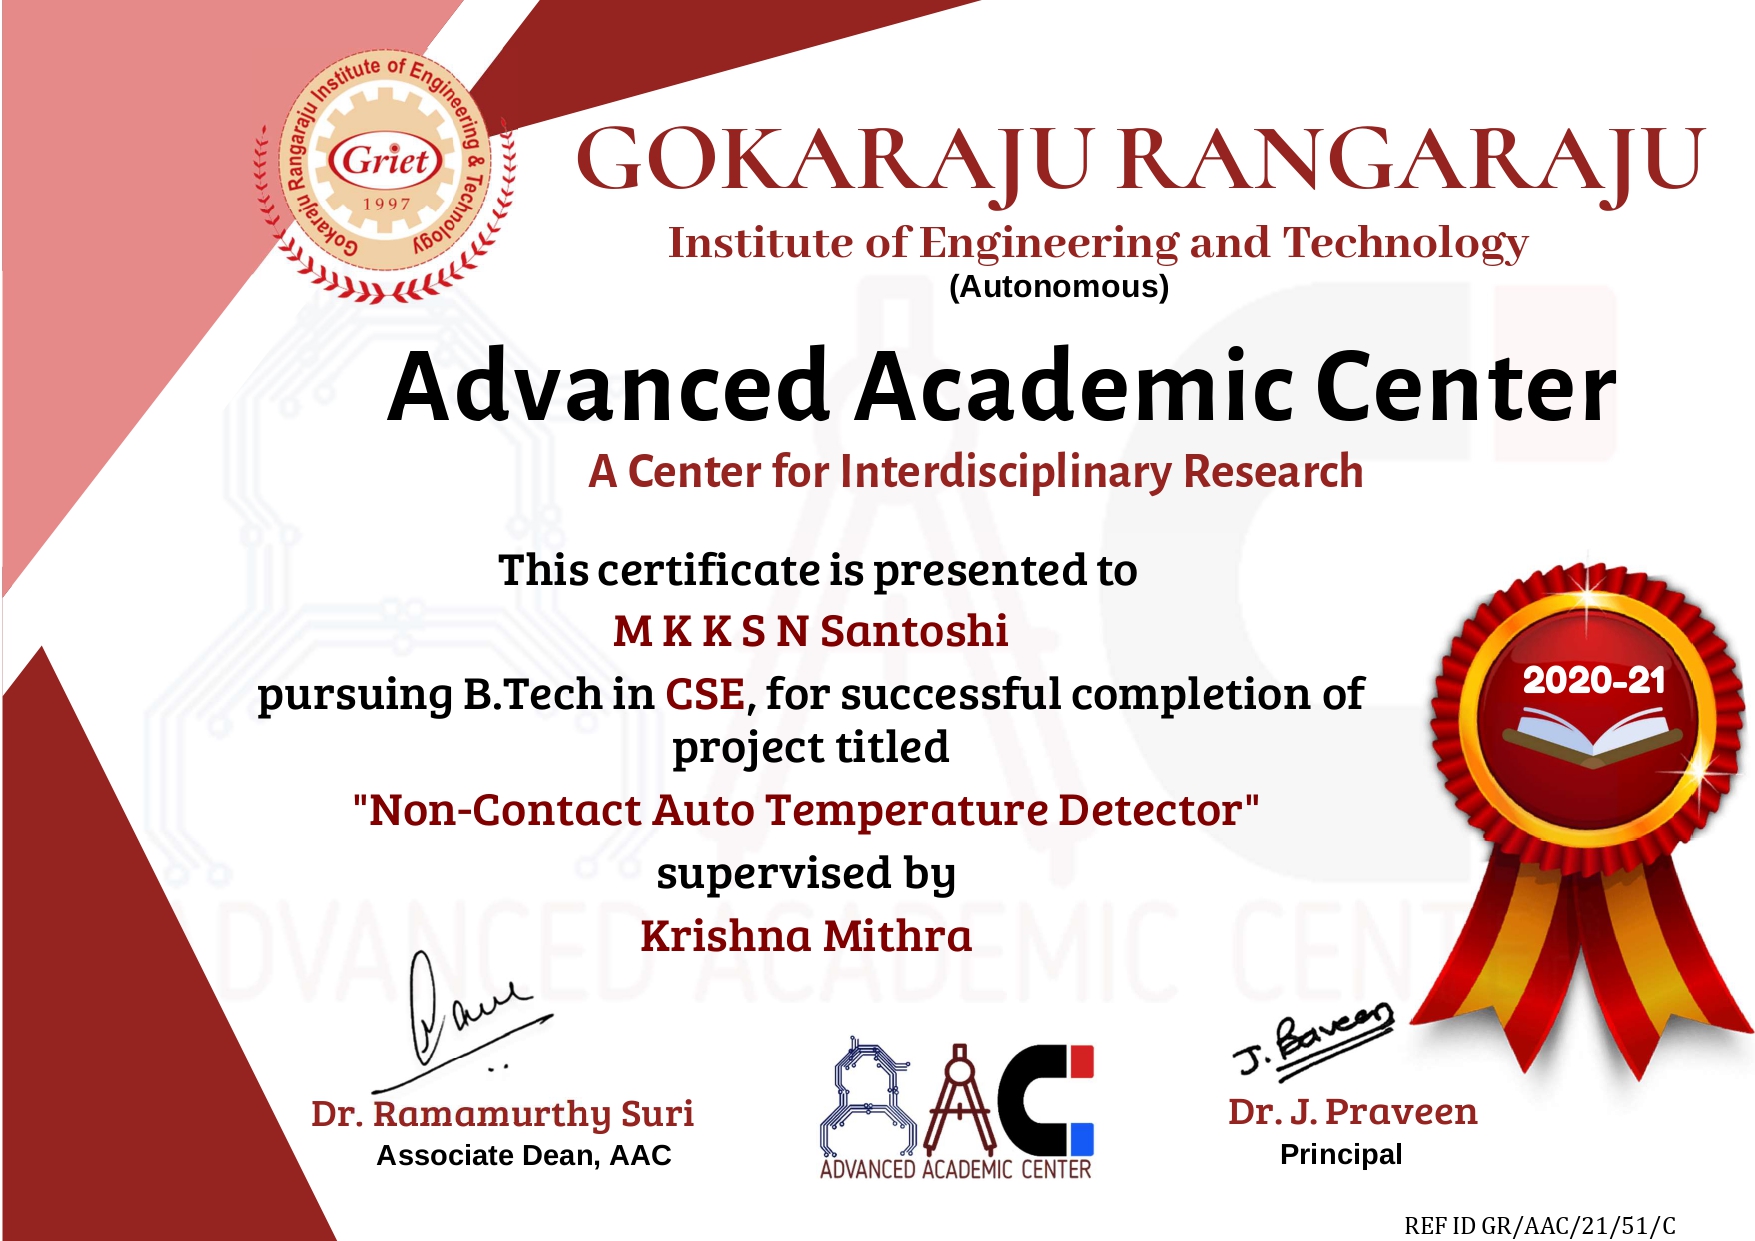 Gokaraju Rangaraju Institute of Engineering & Technology
Griet
1997
GOKARAJU RANGARAJU
Institute of Engineering and Technology
(Autonomous)
Advanced Academic Center
A Center for Interdisciplinary Research
This certificate is presented to
M K K S N Santoshi
pursuing B.Tech in CSE, for successful completion of
project titled
"Non-Contact Auto Temperature Detector"
supervised by
Krishna Mithra
2020-21
ADVANCED ACADEMIC CENTER
J. Praveen
Dr. Ramamurthy Suri
Associate Dean, AAC
ADVANCED ACADEMIC CENTER
Dr. J. Praveen
Principal
REF ID GR/AAC/21/51/C